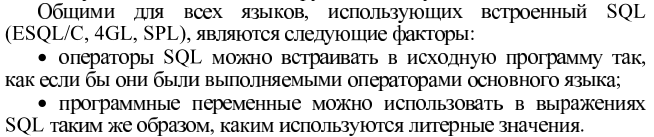 Общими для всех языков, использующих встроенный SQL
(ESQL/C, 4GL, SPL), являются следующие факторы:
• операторы SQL можно встраивать в исходную программу так,
как если бы они были выполняемыми операторами основного языка;
• программные переменные можно использовать в выражениях
SQL таким же образом, каким используются литерные значения.